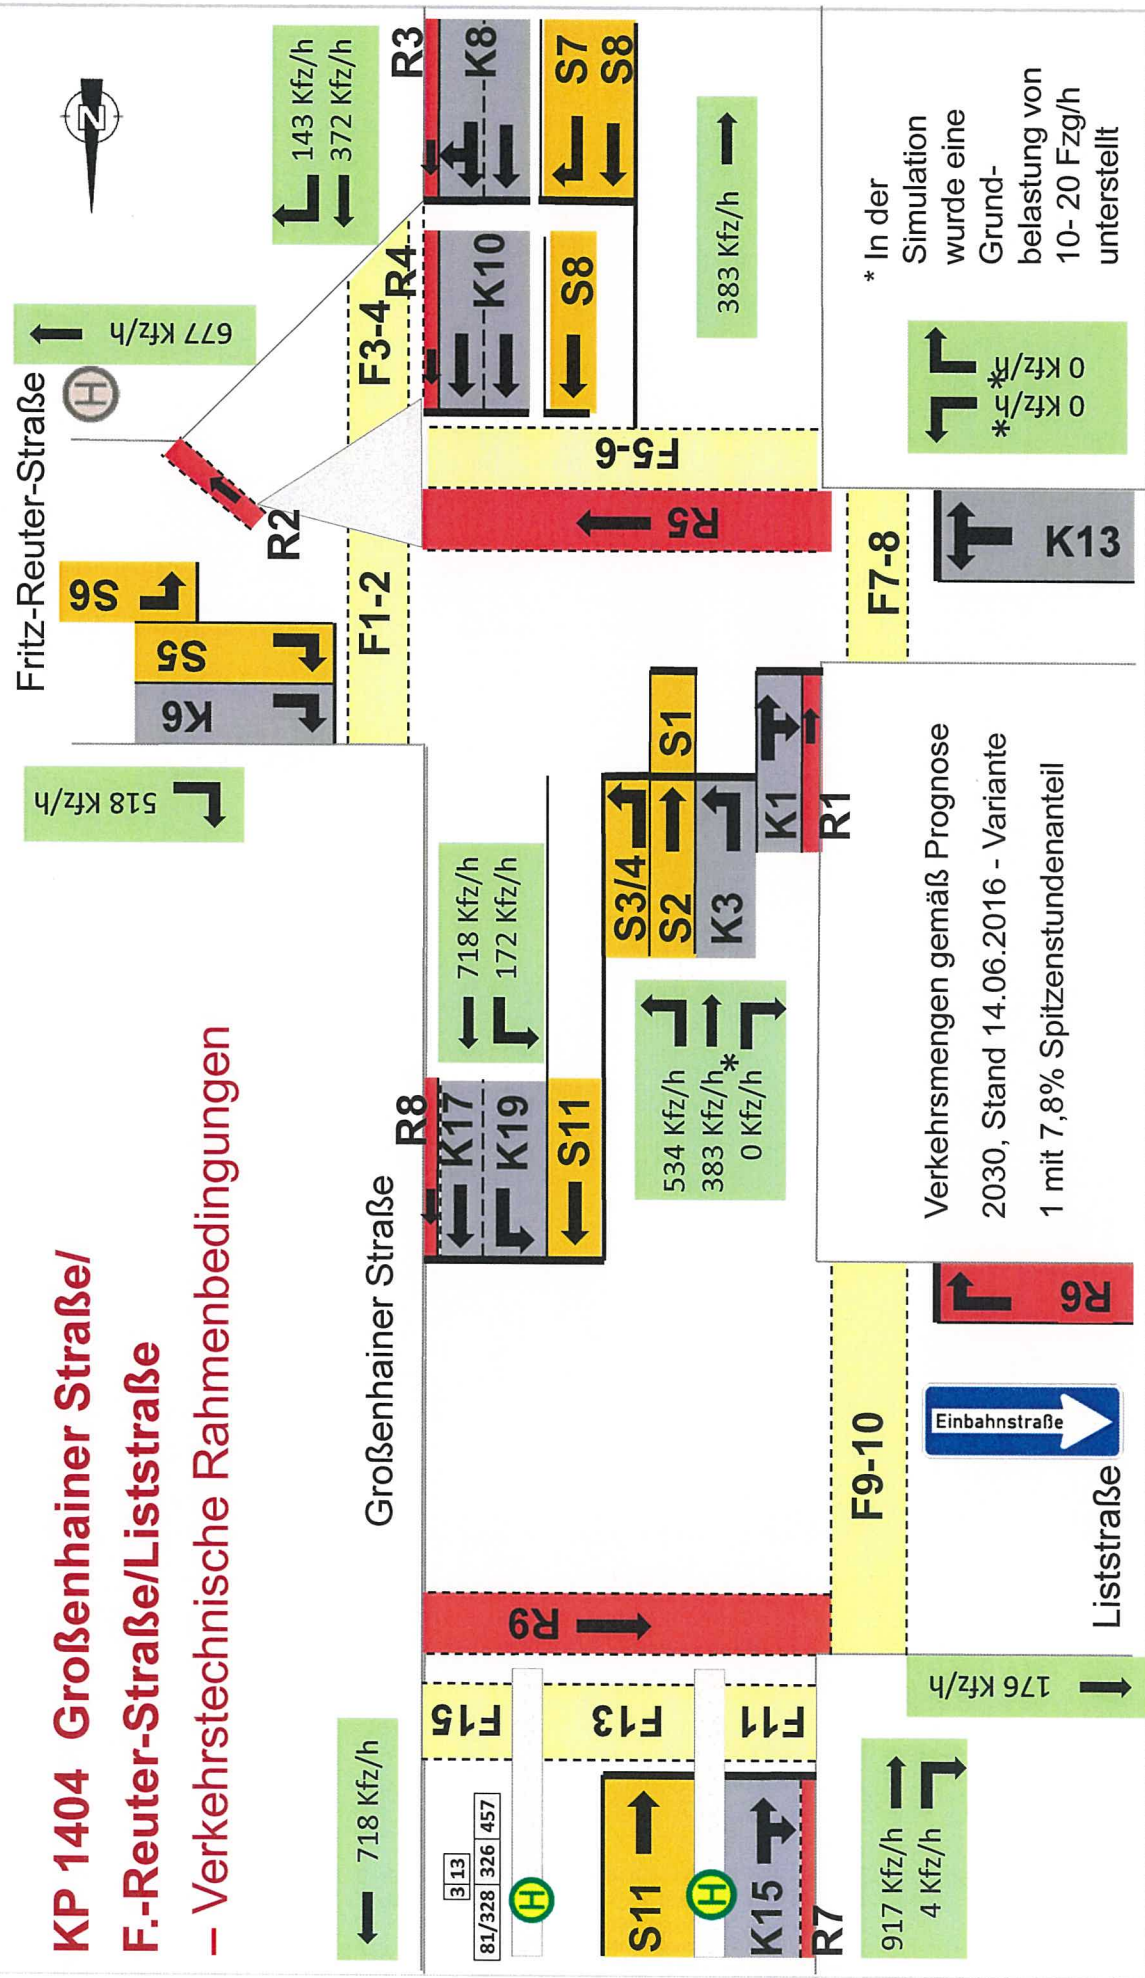 KP 1404 Großenhainer Straße/
F.-Reuter-Straße/Liststraße
– Verkehrstechnische Rahmenbedingungen
Fritz-Reuter-Straße
H
677 Kfz/h
N
143 Kfz/h
372 Kfz/h
518 Kfz/h
K6
S5
S6
R2
F1-2
F3-4
R4
R3
K8
K10
S7
S8
S8
Großenhainer Straße
718 Kfz/h
R8
K17
K19
S11
718 Kfz/h
172 Kfz/h
F5-6
R5
383 Kfz/h
3 13
81/328 326 457
H
F15
F13
F11
R9
S11
H
K15
R7
534 Kfz/h
383 Kfz/h
0 Kfz/h*
S3/4
S2
S1
K3
K1
R1
917 Kfz/h
4 Kfz/h
176 Kfz/h
F9-10
Einbahnstraße
Liststraße
R6
Verkehrsmengen gemäß Prognose
2030, Stand 14.06.2016 - Variante
1 mit 7,8% Spitzenstundenanteil
F7-8
K13
0 Kfz/h*
0 Kfz/h*
* In der
Simulation
wurde eine
Grund-
belastung von
10- 20 Fzg/h
unterstellt